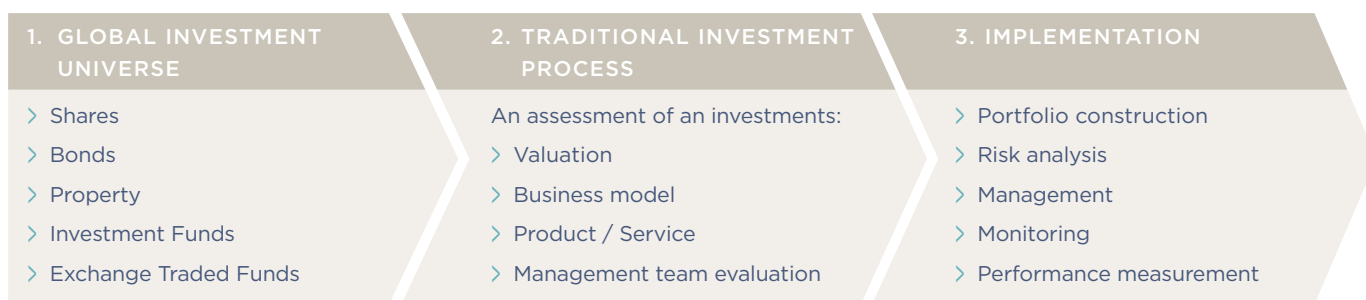 1. GLOBAL INVESTMENT
UNIVERSE
> Shares
> Bonds
> Property
> Investment Funds
> Exchange Traded Funds
2. TRADITIONAL INVESTMENT
PROCESS
An assessment of an investments:
> Valuation
> Business model
> Product / Service
> Management team evaluation
3. IMPLEMENTATION
> Portfolio construction
> Risk analysis
> Management
> Monitoring
> Performance measurement